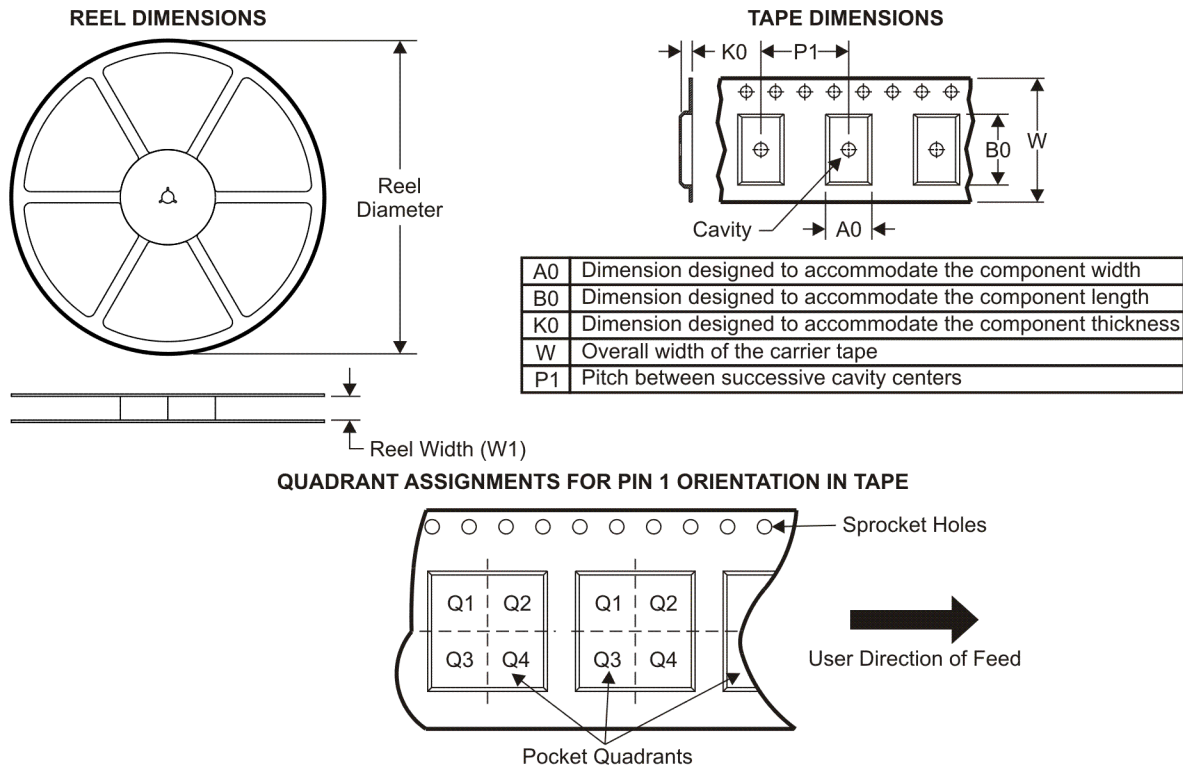 REEL DIMENSIONS
Reel
Diameter
Reel Width (W1)
TAPE DIMENSIONS
K0
P1
W
B0
Cavity
A0
A0 Dimension designed to accommodate the component width
B0 Dimension designed to accommodate the component length
K0 Dimension designed to accommodate the component thickness
W Overall width of the carrier tape
P1 Pitch between successive cavity centers
QUADRANT ASSIGNMENTS FOR PIN 1 ORIENTATION IN TAPE
Sprocket Holes
Q1 Q2 Q1 Q2
Q3 Q4 Q3 Q4
User Direction of Feed
Pocket Quadrants